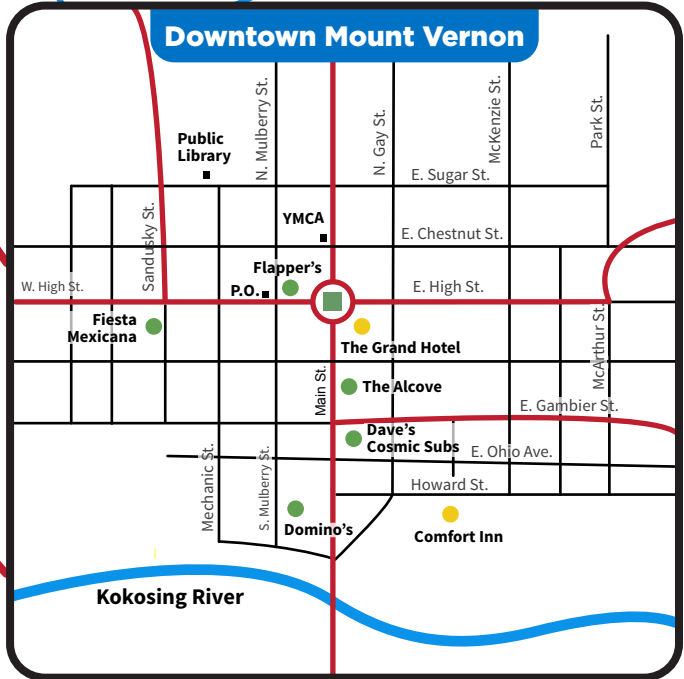 Downtown Mount Vernon
N. Mulberry St.
N. Gay St.
McKenzie St.
Park St.
Public
Library
E. Sugar St.
Sandusky St.
YMCA
E. Chestnut St.
Flapper's
W. High St.
P.O.
E. High St.
Fiesta
Mexicana
The Grand Hotel
McArthur St.
Main St.
The Alcove
E. Gambier St.
Dave's
Cosmic Subs
E. Ohio Ave.
Mechanic St.
S. Mulberry St.
Howard St.
Domino's
Comfort Inn
Kokosing River